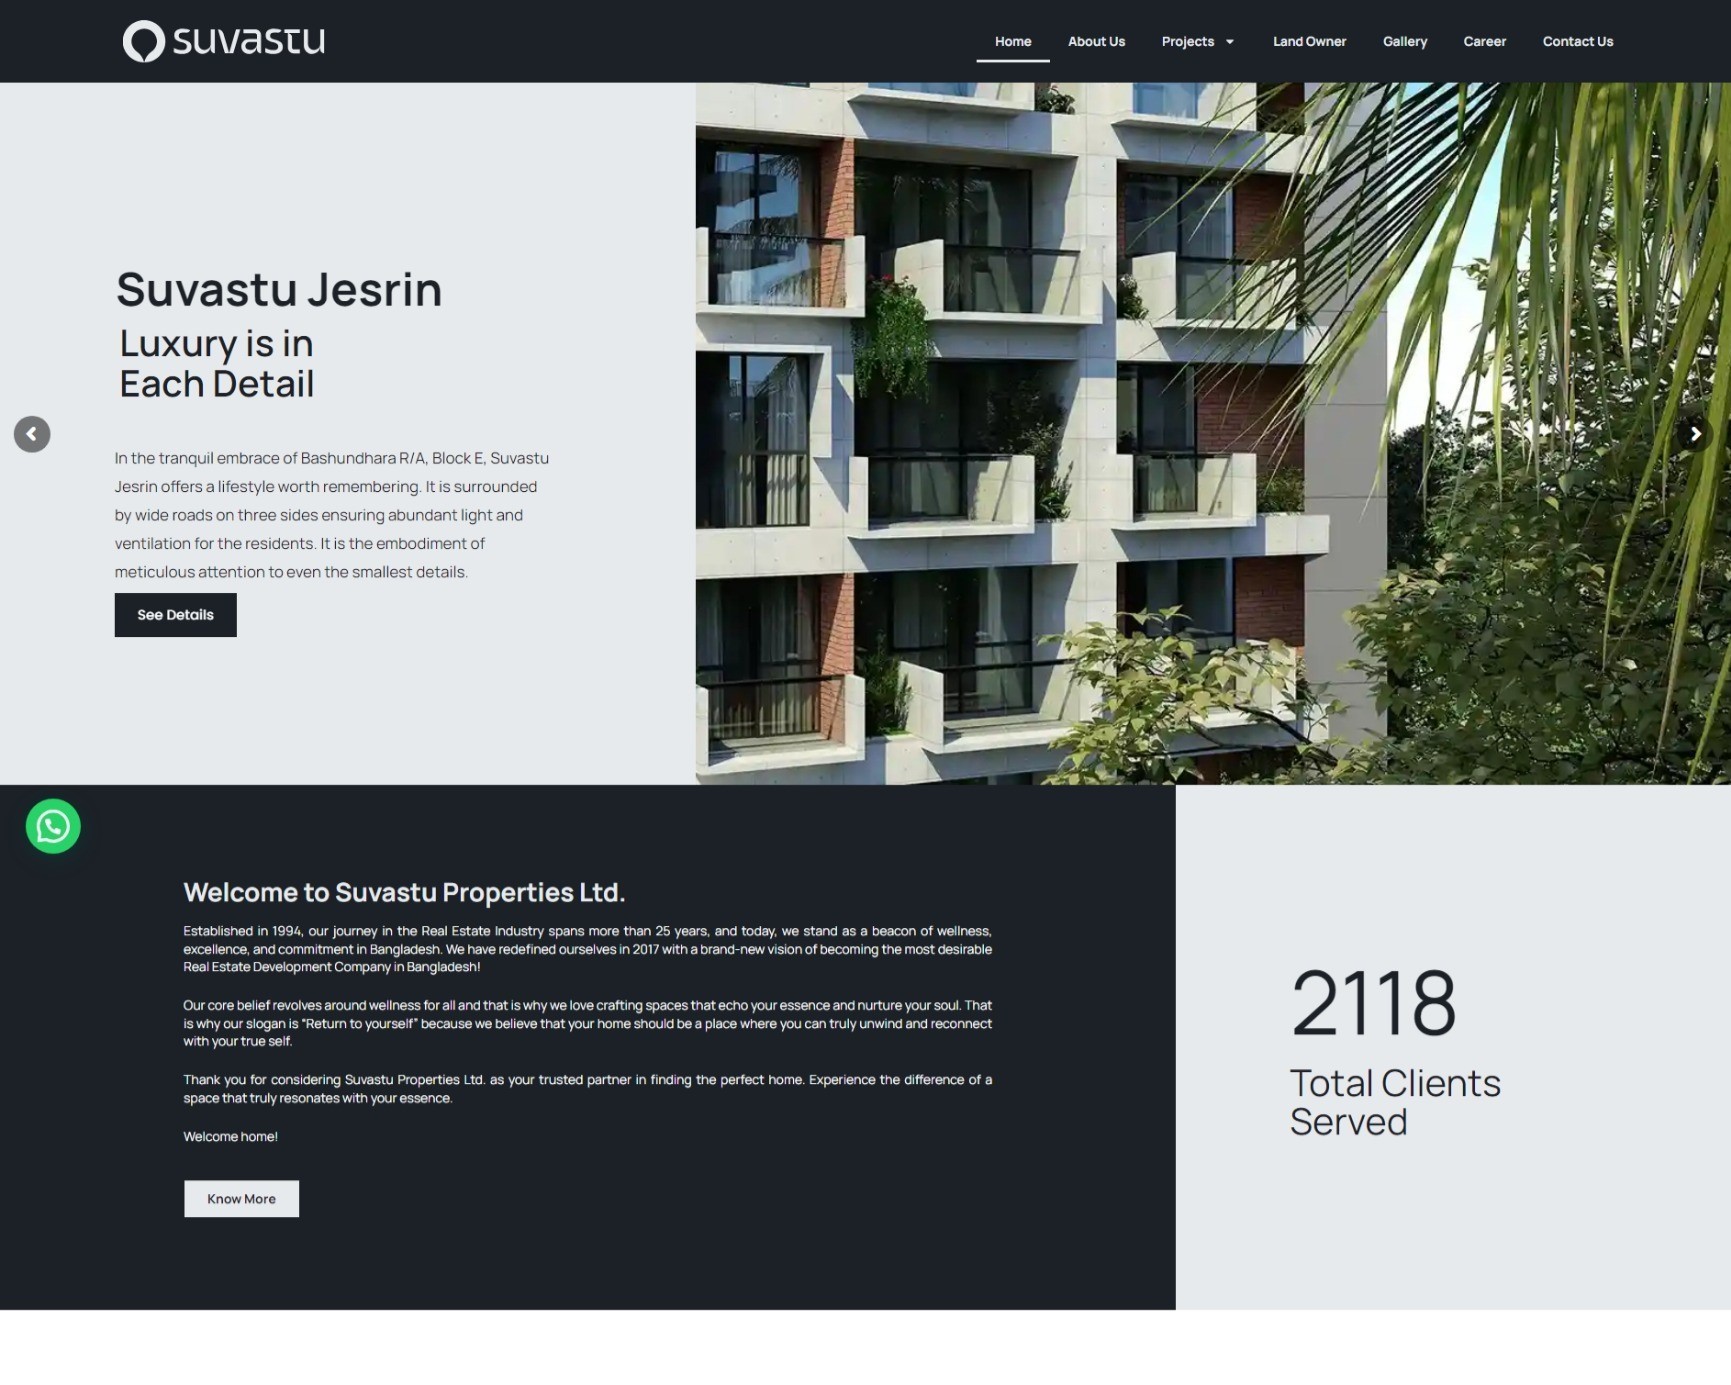 suvastu
Home About Us Projects Land Owner Gallery Career Contact Us
Suvastu Jesrin
Luxury is in
Each Detail
In the tranquil embrace of Bashundhara R/A, Block E, Suvastu
Jesrin offers a lifestyle worth remembering. It is surrounded
by wide roads on three sides ensuring abundant light and
ventilation for the residents. It is the embodiment of
meticulous attention to even the smallest details.
See Details
Welcome to Suvastu Properties Ltd.
Established in 1994, our journey in the Real Estate Industry spans more than 25 years, and today, we stand as a beacon of wellness,
excellence, and commitment in Bangladesh. We have redefined ourselves in 2017 with a brand-new vision of becoming the most desirable
Real Estate Development Company in Bangladesh!
Our core belief revolves around wellness for all and that is why we love crafting spaces that echo your essence and nurture your soul. That
is why our slogan is “Return to yourself” because we believe that your home should be a place where you can truly unwind and reconnect
with your true self.
Thank you for considering Suvastu Properties Ltd. as your trusted partner in finding the perfect home. Experience the difference of a
space that truly resonates with your essence.
Welcome home!
Know More
2118
Total Clients
Served